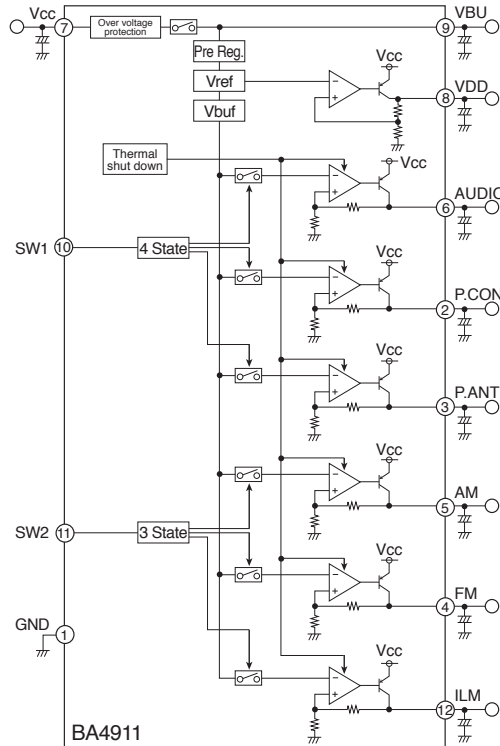 Vcc
7
Over voltage
protection
9
VBU
Pre Reg.
Vref
Vbuf
Vcc
8
VDD
Thermal
shut down
Vcc
6
AUDIO
SW1
10
4 State
Vcc
2
P.CON
Vcc
3
P.ANT
Vcc
5
AM
SW2
11
3 State
Vcc
4
FM
GND
1
Vcc
12
ILM
BA4911